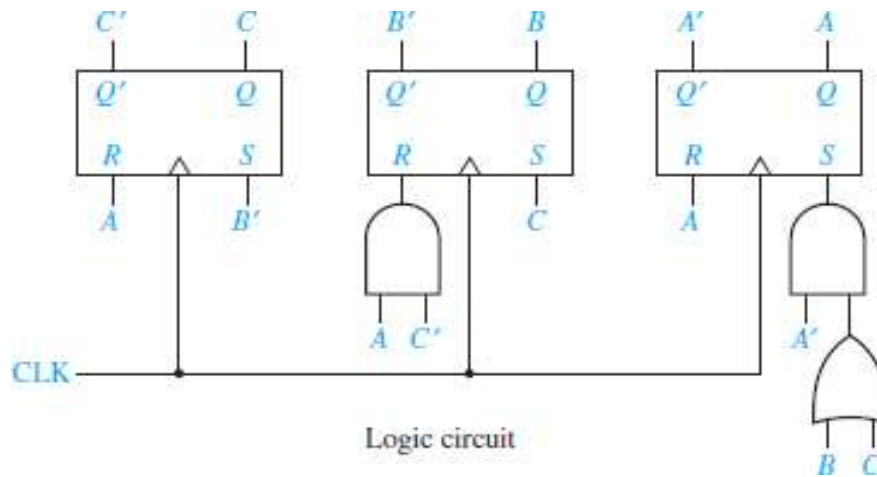 C′ C B′ B A′ A
Q′ Q Q′ Q Q′ Q
R S R S R S
A B′ C A
A C′ A′
CLK
Logic circuit
B C